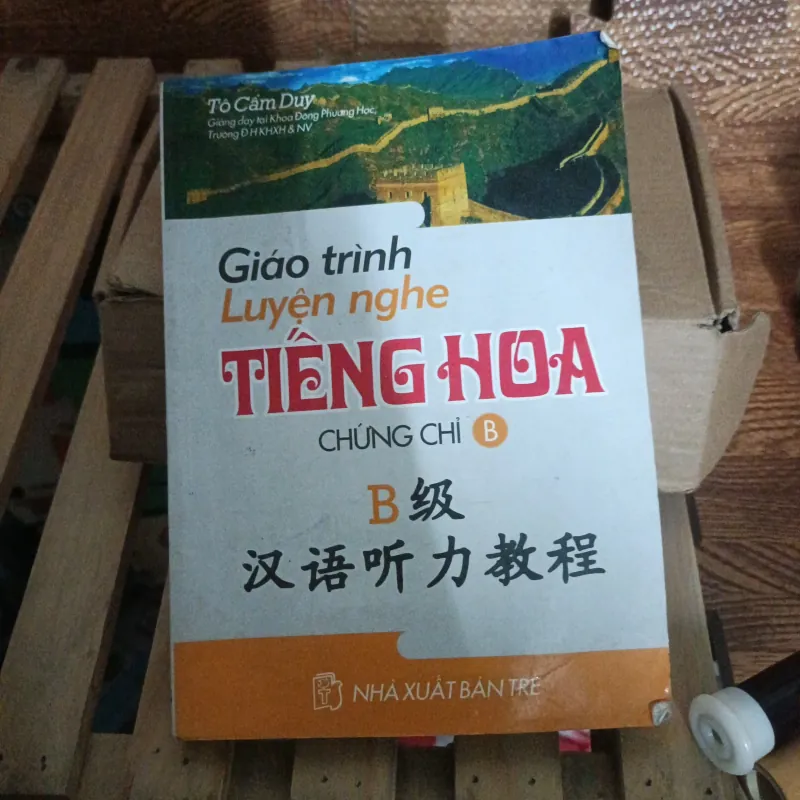 Tô Cẩm Duy
Giảng dạy tại Khoa Đông Phương Học,
Trường ĐH KHXH & NV
Giáo trình
Luyện nghe
TIẾNG HOA
CHỨNG CHỈ B
B级
汉语听力教程
NHÀ XUẤT BẢN TRẺ